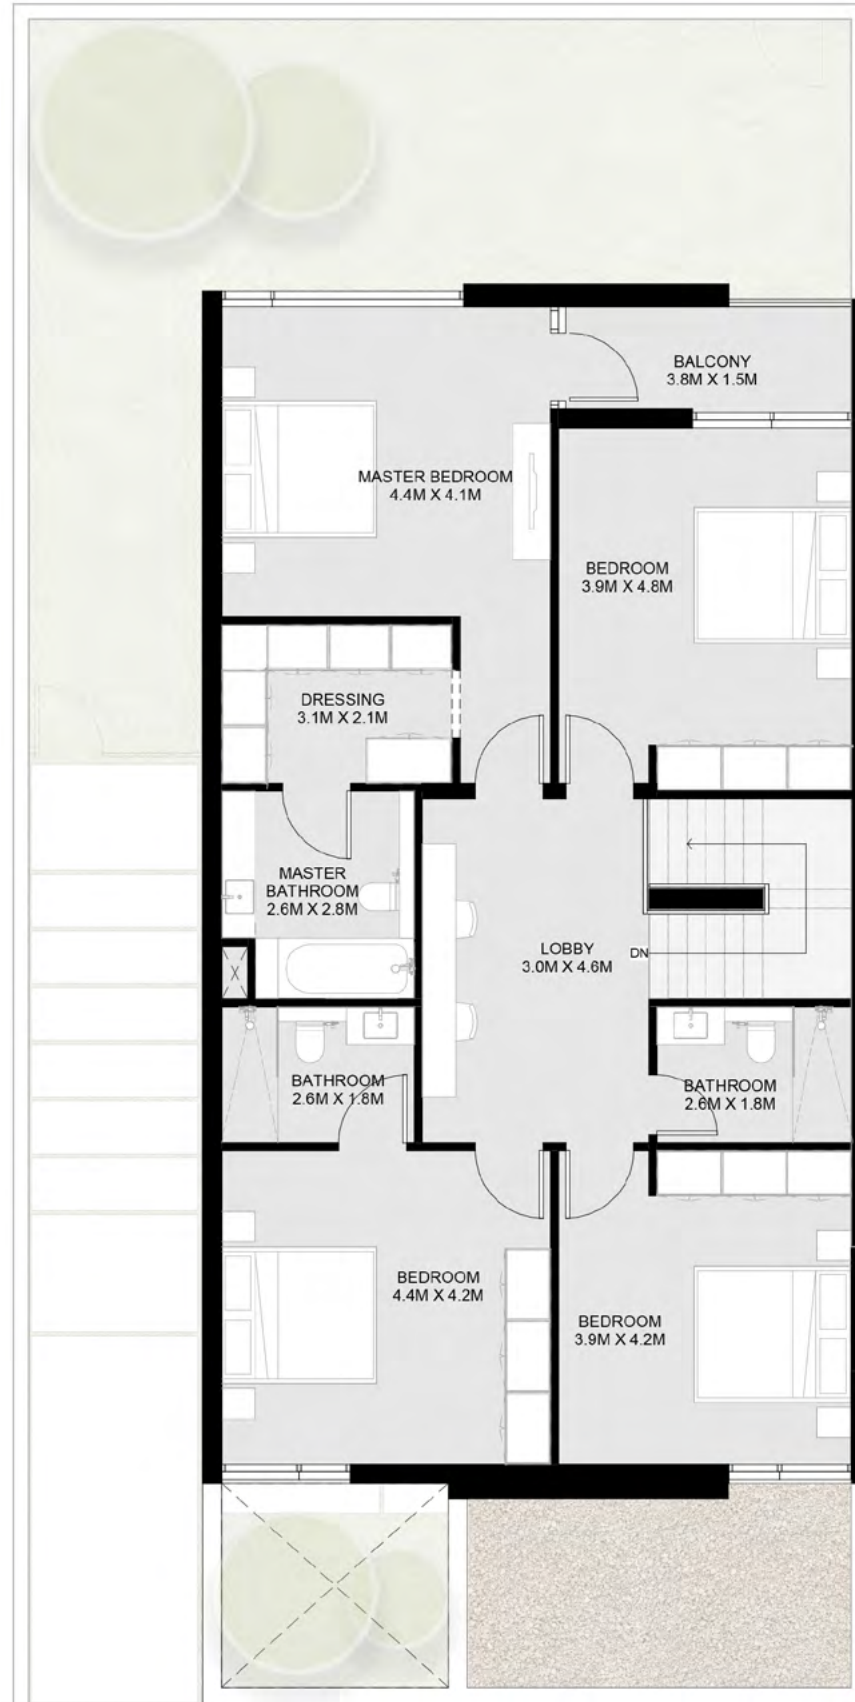 BALCONY
3.8M X 1.5M
MASTER BEDROOM
4.4M X 4.1M
BEDROOM
3.9M X 4.8M
DRESSING
3.1M X 2.1M
MASTER
BATHROOM
2.6M X 2.8M
LOBBY
3.0M X 4.6M
DN
BATHROOM
2.6M X 1.8M
BATHROOM
2.6M X 1.8M
BEDROOM
4.4M X 4.2M
BEDROOM
3.9M X 4.2M